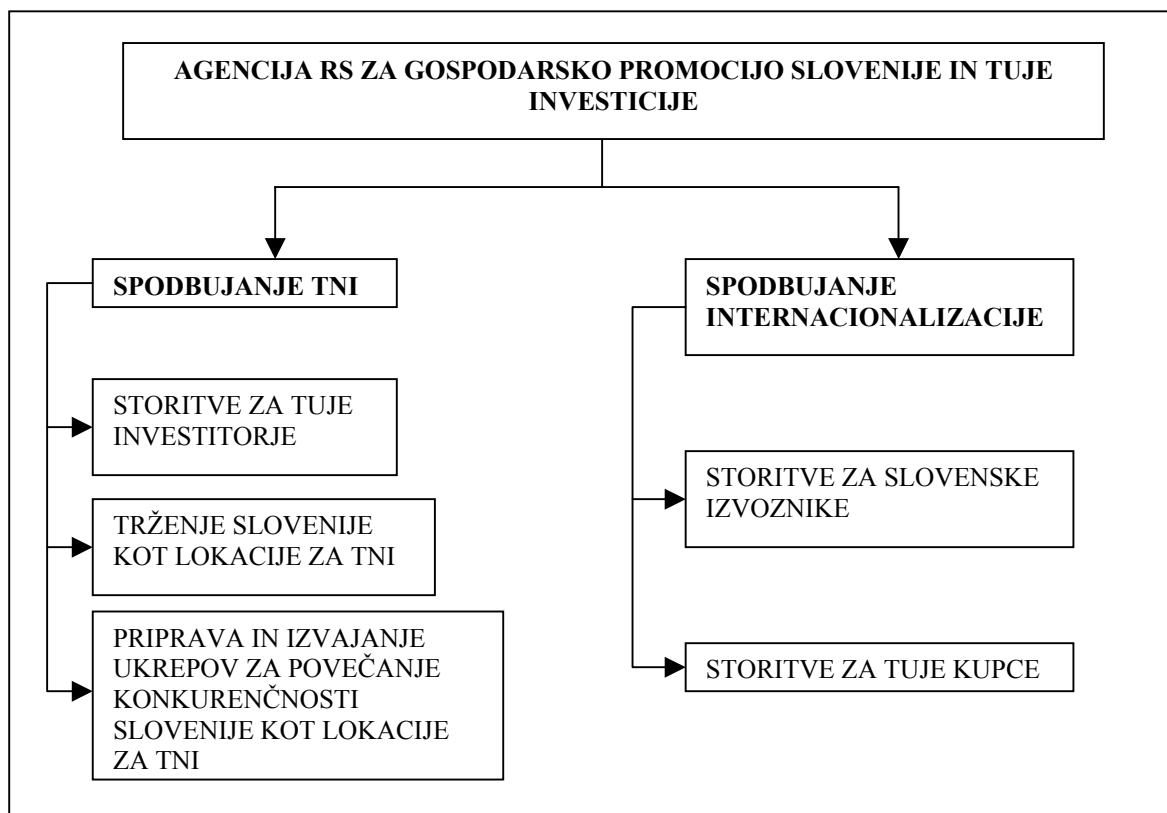 AGENCIJA RS ZA GOSPODARSKO PROMOCIJO SLOVENIJE IN TUJE
INVESTICIJE
SPODBUJANJE TNI
STORITVE ZA TUJE
INVESTITORJE
TRŽENJE SLOVENIJE
KOT LOKACIJE ZA TNI
PRIPRAVA IN IZVAJANJE
UKREPOV ZA POVEČANJE
KONKURENČNOSTI
SLOVENIJE KOT LOKACIJE
ZA TNI
SPODBUJANJE
INTERNACIONALIZACIJE
STORITVE ZA SLOVENSKE
IZVOZNIKE
STORITVE ZA TUJE KUPCE